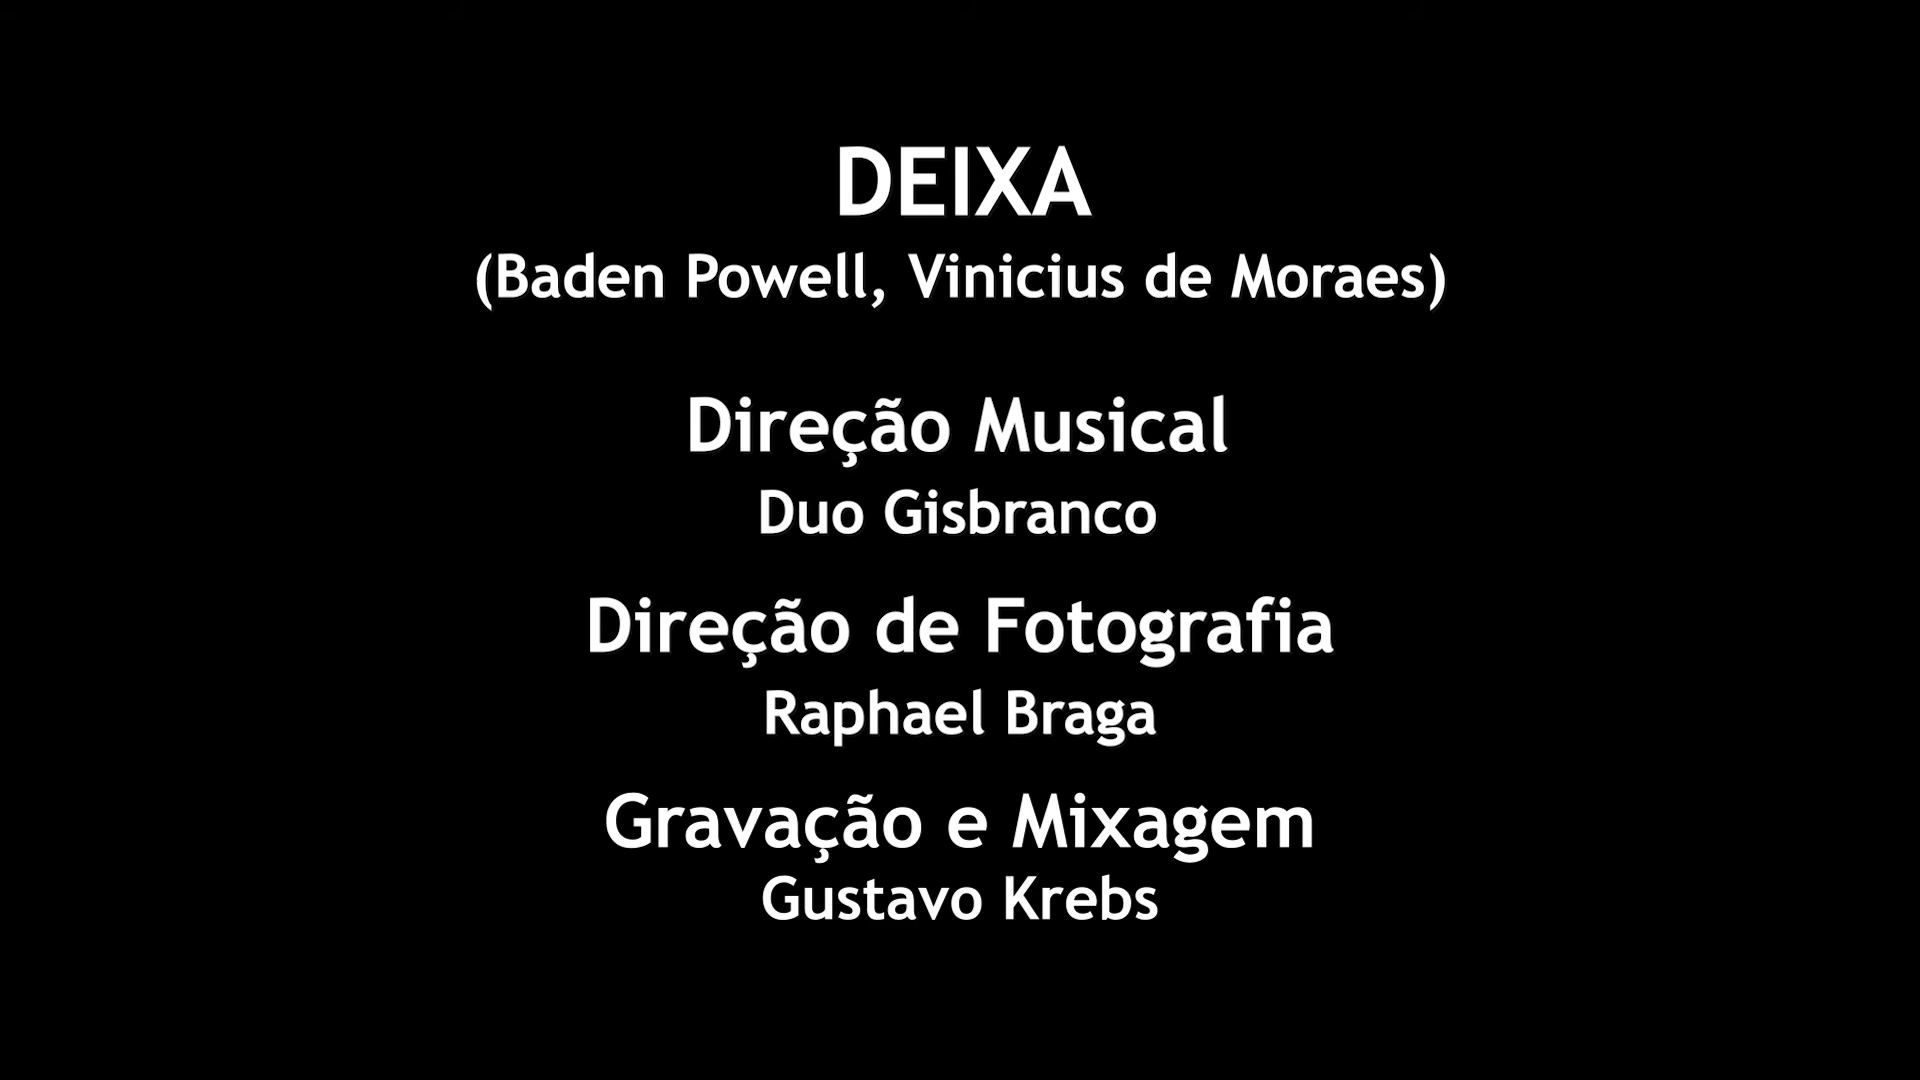 DEIXA
(Baden Powell, Vinicius de Moraes)
Direção Musical
Duo Gisbranco
Direção de Fotografia
Raphael Braga
Gravação e Mixagem
Gustavo Krebs